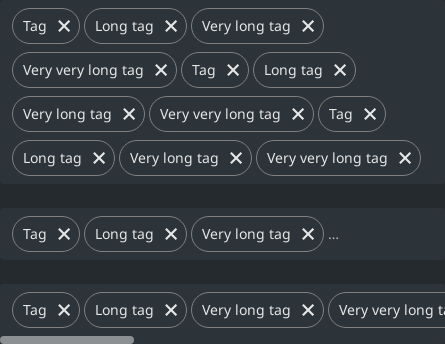 Tag Long tag Very long tag
Very very long tag Tag Long tag
Very long tag Very very long tag Tag
Long tag Very long tag Very very long tag
Tag Long tag Very long tag ...
Tag Long tag Very long tag Very very long ta